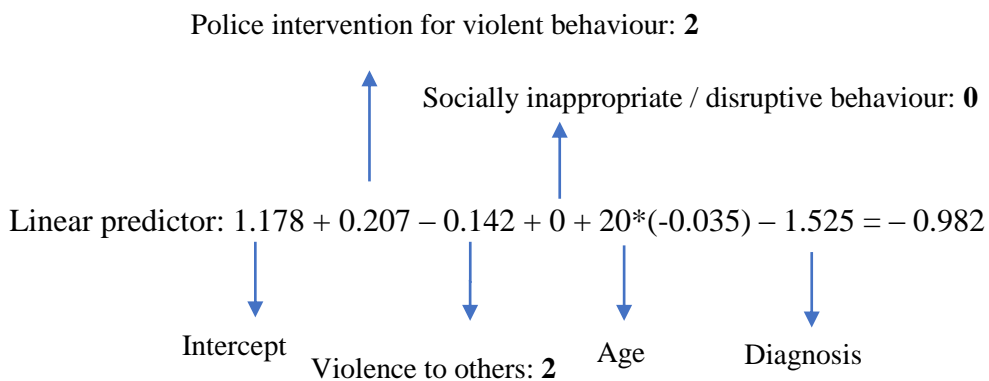 Police intervention for violent behaviour: 2
Socially inappropriate / disruptive behaviour: 0
Linear predictor: 1.178 + 0.207 – 0.142 + 0 + 20*(-0.035) – 1.525 = – 0.982
Intercept
Violence to others: 2
Age
Diagnosis